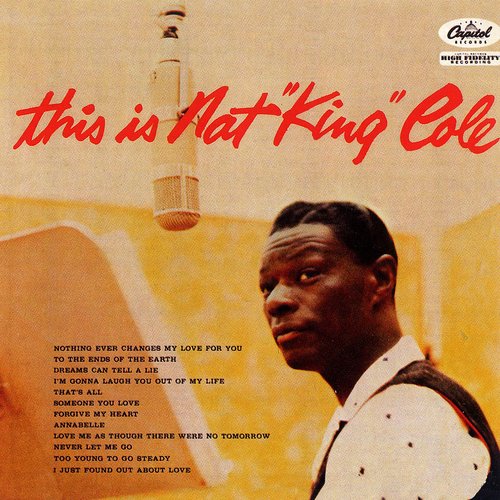 Capitol
RECORDS
HIGH FIDELITY
RECORDING
this is Nat "King" Cole
NOTHING EVER CHANGES MY LOVE FOR YOU
TO THE ENDS OF THE EARTH
DREAMS CAN TELL A LIE
I'M GONNA LAUGH YOU OUT OF MY LIFE
THAT'S ALL
SOMEONE YOU LOVE
FORGIVE MY HEART
ANNABELLE
LOVE ME AS THOUGH THERE WERE NO TOMORROW
NEVER LET ME GO
TOO YOUNG TO GO STEADY
I JUST FOUND OUT ABOUT LOVE